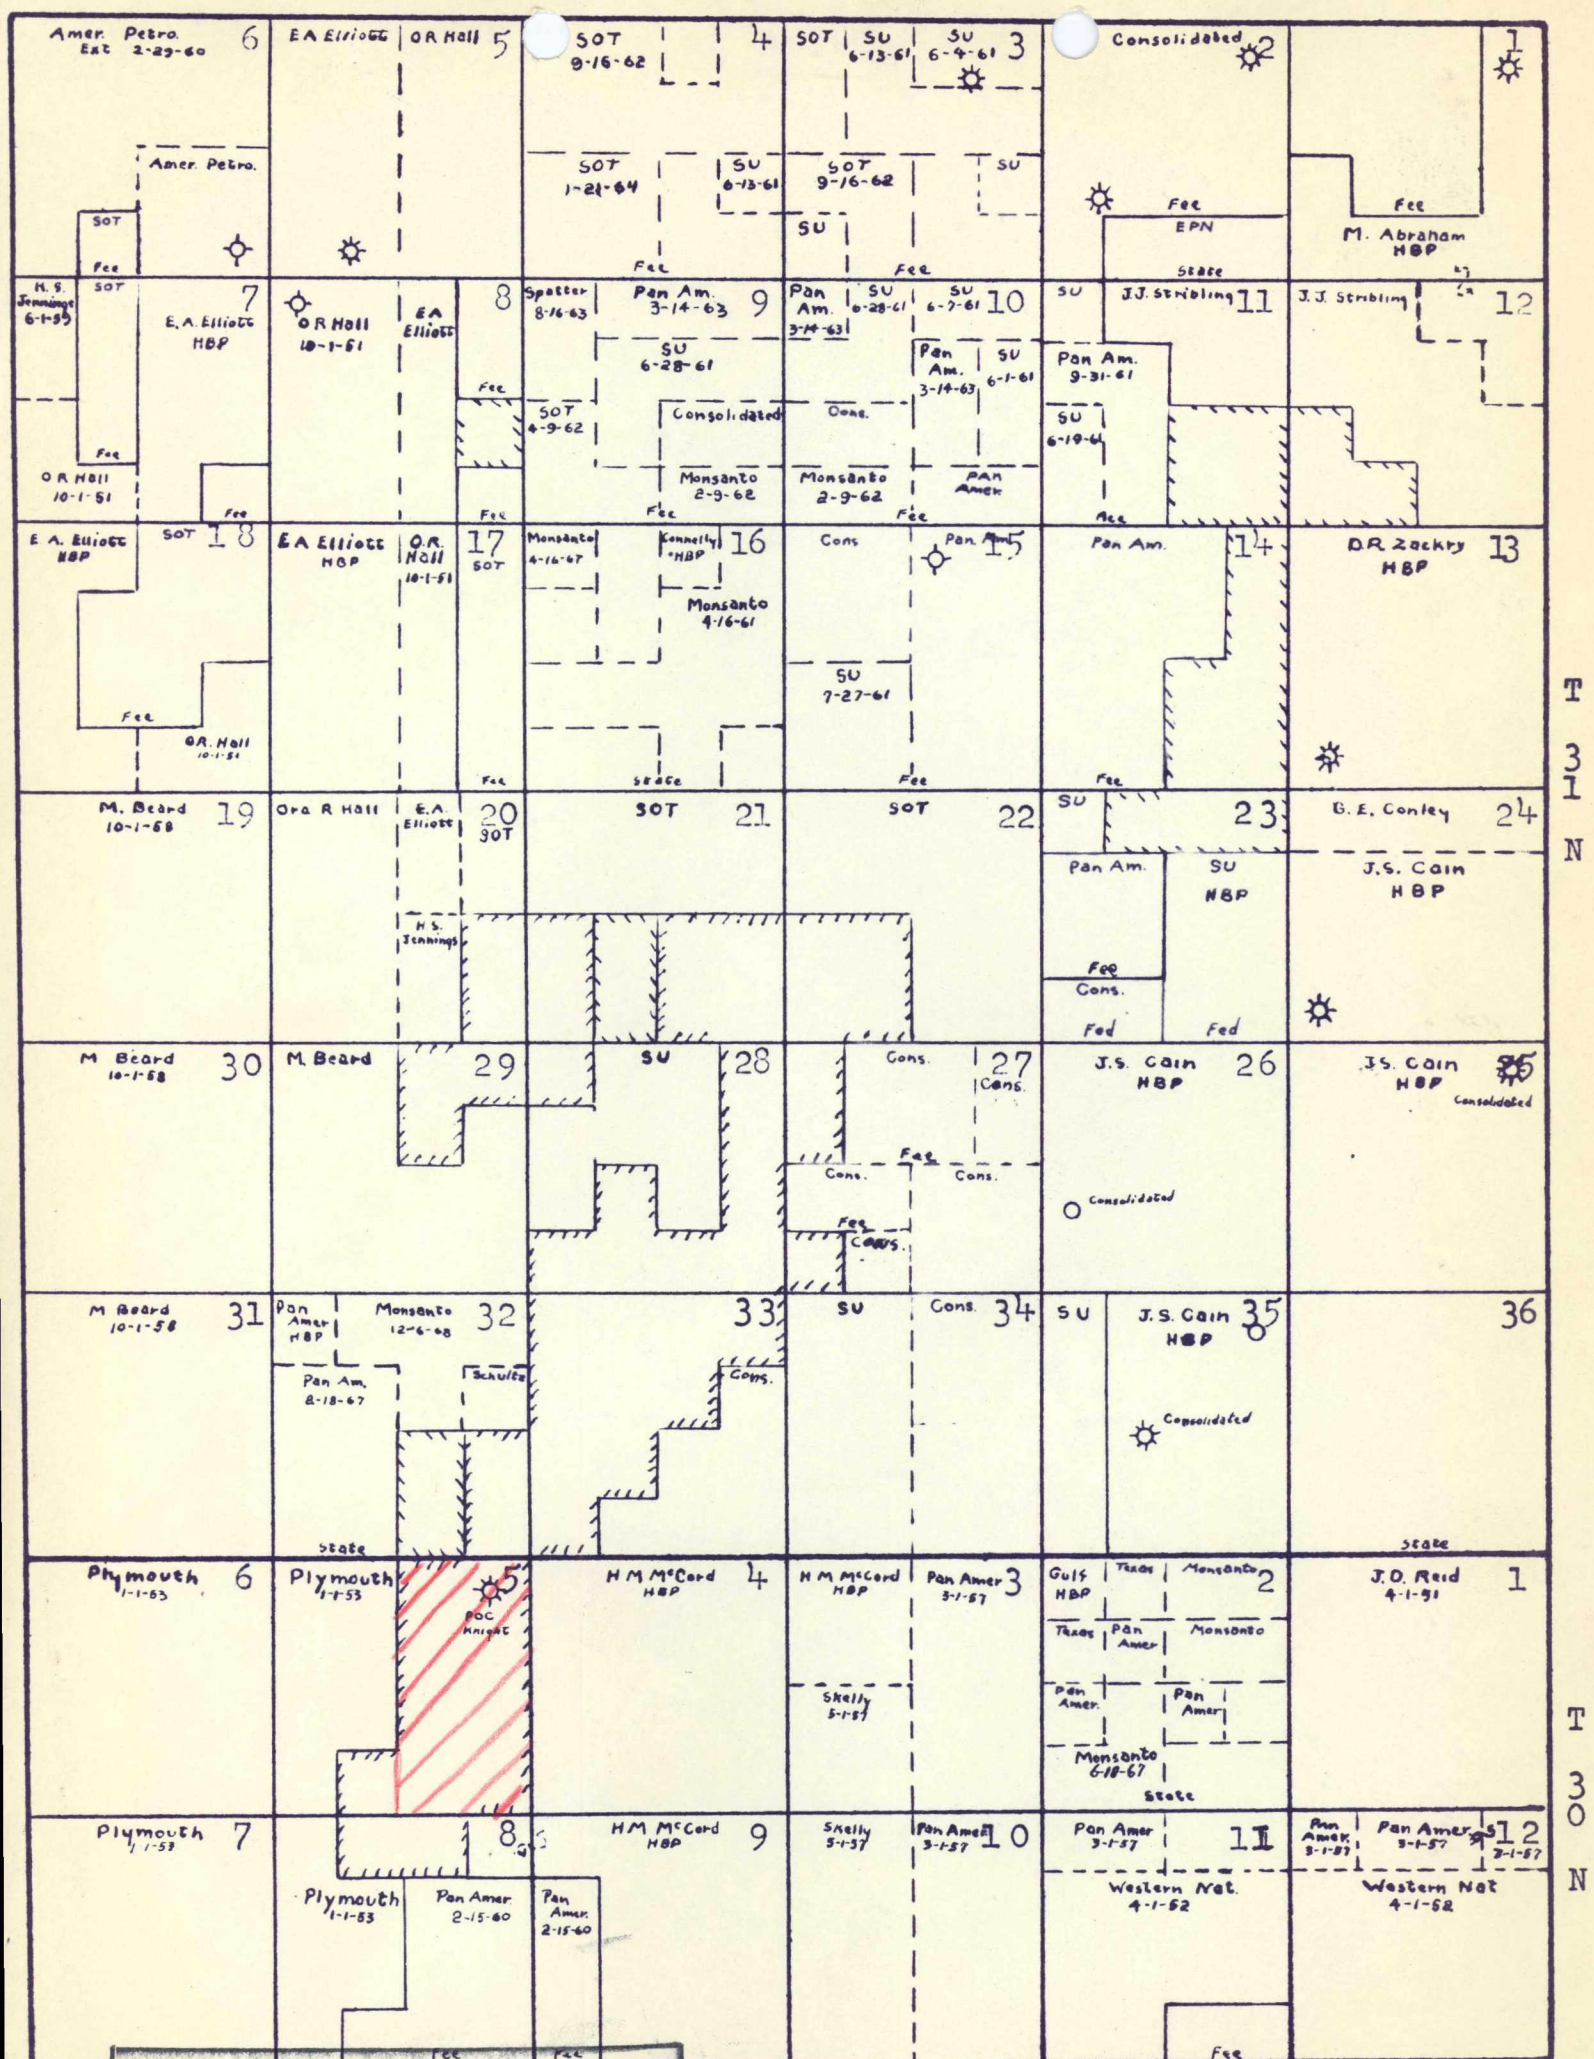 Amer. Petro.
Ext 2-29-60
6
Amer. Petro.
SOT
Fee
EA Elliott
OR Hall
5
SOT
9-16-62
4
SOT
1-21-64
SU
6-13-61
Fee
SOT
SU
6-13-61
SU
6-4-61
3
SOT
9-16-62
SU
SU
Fee
Consolidated
2
Fee
EPN
State
1
Fee
M. Abraham
HBP
H. S.
Jennings
6-1-59
SOT
7
E. A. Elliott
HBP
Fee
O R Hall
10-1-51
Fee
O R Hall
10-1-51
EA
Elliott
8
Fee
Fee
Spatter
8-16-63
Pan Am.
3-14-63
9
SU
6-28-61
SOT
4-9-62
Consolidated
Monsanto
2-9-62
Fee
Pan
Am.
3-14-63
SU
6-28-61
SU
6-7-61
10
Pan
Am.
3-14-63
SU
6-1-61
Cons.
Monsanto
2-9-62
PAN
Amer.
Fee
SU
J.J. Stribling
11
Pan Am.
9-31-61
SU
6-19-61
J. J. Stribling
12
E A. Elliott
HBP
SOT
18
Fee
O.R. Hall
10-1-51
EA Elliott
HBP
O.R.
Hall
10-1-51
17
SOT
Fee
Monsanto
4-16-67
Konnelly
HBP
16
Monsanto
4-16-61
State
Cons
Pan. Am.
15
SU
7-27-61
Fee
Pan Am.
14
Fee
D.R. Zackry
HBP
13
T
31
N
M. Beard
10-1-58
19
Ora R Hall
E.A.
Elliott
20
SOT
H. S.
Jennings
SOT
21
SOT
22
SU
23
Pan Am.
SU
HBP
Fee
Cons.
Fed
Fed
G. E. Conley
24
J.S. Cain
HBP
M Beard
10-1-58
30
M. Beard
29
SU
28
Cons.
27
Cons.
Fee
Cons.
Cons.
Fee
Cons.
J.S. Cain
HBP
26
Consolidated
J.S. Cain
HBP
25
Consolidated
M Beard
10-1-58
31
Pan
Amer
HBP
Monsanto
12-6-68
32
Pan Am.
8-18-67
Schultz
State
33
Cons.
SU
Cons.
34
SU
J. S. Cain
HBP
35
Consolidated
36
State
Plymouth
1-1-53
6
Plymouth
1-1-53
5
POC
Knight
H M McCord
HBP
4
H M McCord
HBP
Pan Amer
3-1-57
3
Skelly
5-1-57
Gulf
HBP
Texas
Monsanto
2
Texas
Pan
Amer
Monsanto
Pan
Amer.
Pan
Amer
Monsanto
6-18-67
State
J. D. Reid
4-1-51
1
T
30
N
Plymouth
1-1-53
7
8
Plymouth
1-1-53
Pan Amer
2-15-60
Pan
Amer.
2-15-60
Fee
Fee
H M McCord
HBP
9
Skelly
5-1-57
Pan Amer
3-1-57
10
Pan Amer
3-1-57
11
Western Nat.
4-1-52
Fee
Pan
Amer.
3-1-57
Pan Amer.
3-1-57
12
3-1-57
Western Nat
4-1-52